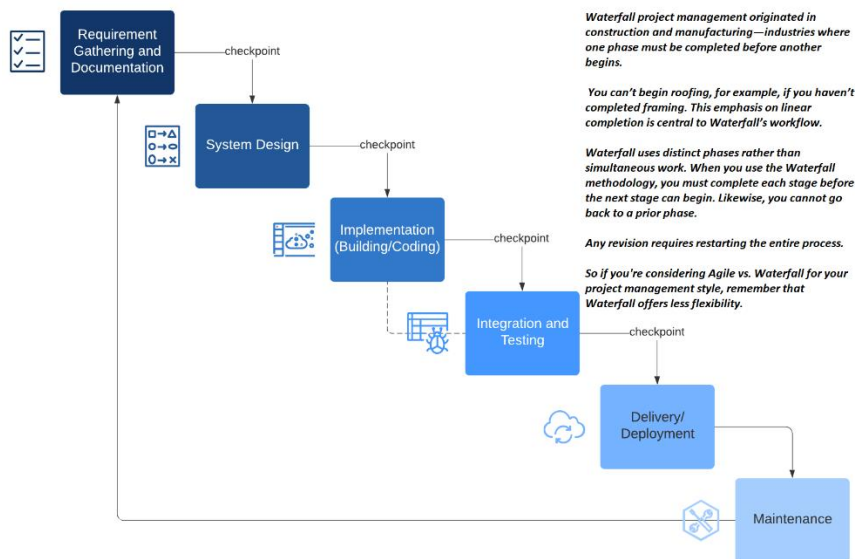 Requirement
Gathering and
Documentation
checkpoint
System Design
checkpoint
Implementation
(Building/Coding)
checkpoint
Integration and
Testing
checkpoint
Delivery/
Deployment
Maintenance
Waterfall project management originated in
construction and manufacturing—industries where
one phase must be completed before another
begins.
You can't begin roofing, for example, if you haven't
completed framing. This emphasis on linear
completion is central to Waterfall's workflow.
Waterfall uses distinct phases rather than
simultaneous work. When you use the Waterfall
methodology, you must complete each stage before
the next stage can begin. Likewise, you cannot go
back to a prior phase.
Any revision requires restarting the entire process.
So if you're considering Agile vs. Waterfall for your
project management style, remember that
Waterfall offers less flexibility.